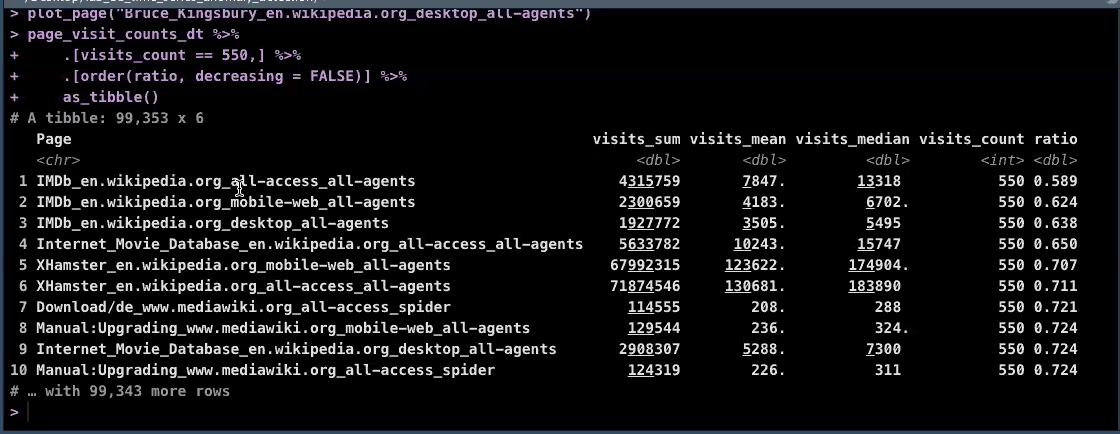 > plot_page("Bruce_Kingsbury_en.wikipedia.org_desktop_all-agents")
> page_visit_counts_dt %>%
+     .[visits_count == 550,] %>%
+     .[order(ratio, decreasing = FALSE)] %>%
+     as_tibble()
# A tibble: 99,353 x 6
   Page visits_sum visits_mean visits_median visits_count ratio
   <chr> <dbl> <dbl> <dbl> <int> <dbl>
 1 IMDb_en.wikipedia.org_all-access_all-agents 4315759 7847. 13318 550 0.589
 2 IMDb_en.wikipedia.org_mobile-web_all-agents 2300659 4183. 6702. 550 0.624
 3 IMDb_en.wikipedia.org_desktop_all-agents 1927772 3505. 5495 550 0.638
 4 Internet_Movie_Database_en.wikipedia.org_all-access_all-agents 5633782 10243. 15747 550 0.650
 5 XHamster_en.wikipedia.org_mobile-web_all-agents 67992315 123622. 174904. 550 0.707
 6 XHamster_en.wikipedia.org_all-access_all-agents 71874546 130681. 183890 550 0.711
 7 Download/de_www.mediawiki.org_all-access_spider 114555 208. 288 550 0.721
 8 Manual:Upgrading_www.mediawiki.org_mobile-web_all-agents 129544 236. 324. 550 0.724
 9 Internet_Movie_Database_en.wikipedia.org_desktop_all-agents 2908307 5288. 7300 550 0.724
10 Manual:Upgrading_www.mediawiki.org_all-access_spider 124319 226. 311 550 0.724
# … with 99,343 more rows
>